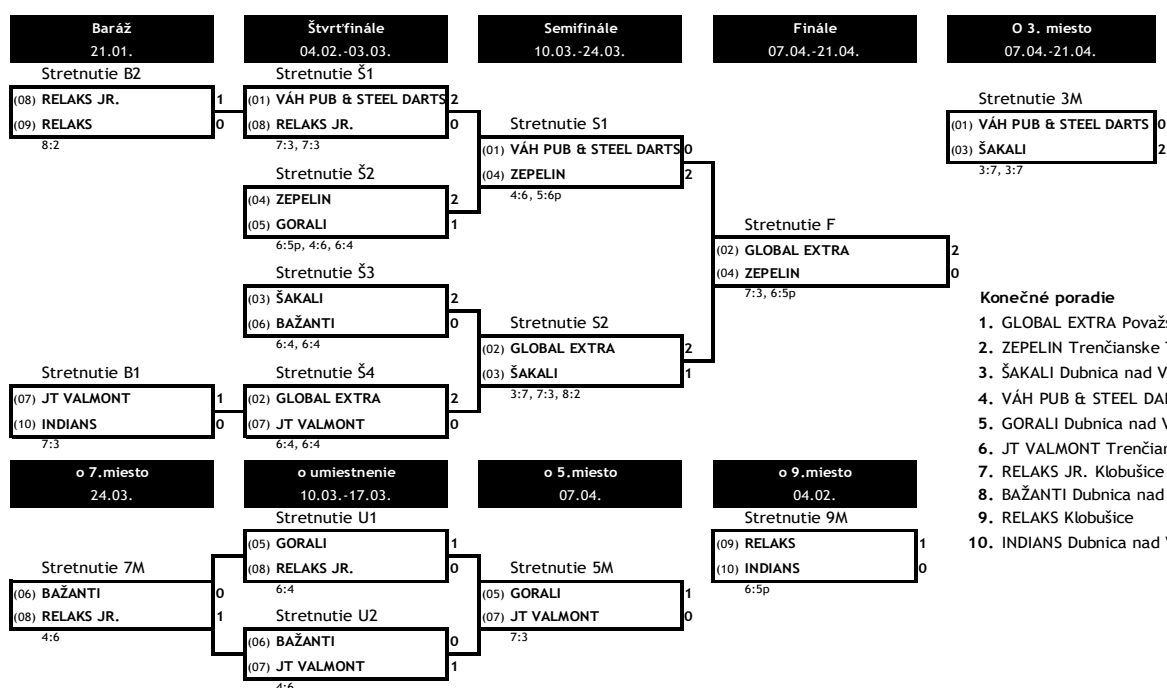 Baráž
21.01.
Štvrťfinále
04.02.-03.03.
Semifinále
10.03.-24.03.
Finále
07.04.-21.04.
O 3. miesto
07.04.-21.04.
Stretnutie B2
(08) RELAKS JR. 1
(09) RELAKS 0
8:2
Stretnutie Š1
(01) VÁH PUB & STEEL DARTS 2
(08) RELAKS JR. 0
7:3, 7:3
Stretnutie Š2
(04) ZEPELIN 2
(05) GORALI 1
6:5p, 4:6, 6:4
Stretnutie Š3
(03) ŠAKALI 2
(06) BAŽANTI 0
6:4, 6:4
Stretnutie B1
(07) JT VALMONT 1
(10) INDIANS 0
7:3
Stretnutie Š4
(02) GLOBAL EXTRA 2
(07) JT VALMONT 0
6:4, 6:4
Stretnutie S1
(01) VÁH PUB & STEEL DARTS 0
(04) ZEPELIN 2
4:6, 5:6p
Stretnutie S2
(02) GLOBAL EXTRA 2
(03) ŠAKALI 1
3:7, 7:3, 8:2
Stretnutie F
(02) GLOBAL EXTRA 2
(04) ZEPELIN 0
7:3, 6:5p
Stretnutie 3M
(01) VÁH PUB & STEEL DARTS 0
(03) ŠAKALI 2
3:7, 3:7
Konečné poradie
1. GLOBAL EXTRA
2. ZEPELIN Trenčianske
3. ŠAKALI Dubnica nad
4. VÁH PUB & STEEL
5. GORALI Dubnica nad
6. JT VALMONT
7. RELAKS JR. Klobušice
8. BAŽANTI Dubnica nad
9. RELAKS Klobušice
10. INDIANS Dubnica nad
o 7.miesto
24.03.
o umiestnenie
10.03.-17.03.
o 5.miesto
07.04.
o 9.miesto
04.02.
Stretnutie 7M
(06) BAŽANTI 0
(08) RELAKS JR. 1
4:6
Stretnutie U1
(05) GORALI 1
(08) RELAKS JR. 0
6:4
Stretnutie U2
(06) BAŽANTI 0
(07) JT VALMONT 1
4:6
Stretnutie 5M
(05) GORALI 1
(07) JT VALMONT 0
7:3
Stretnutie 9M
(09) RELAKS 1
(10) INDIANS 0
6:5p